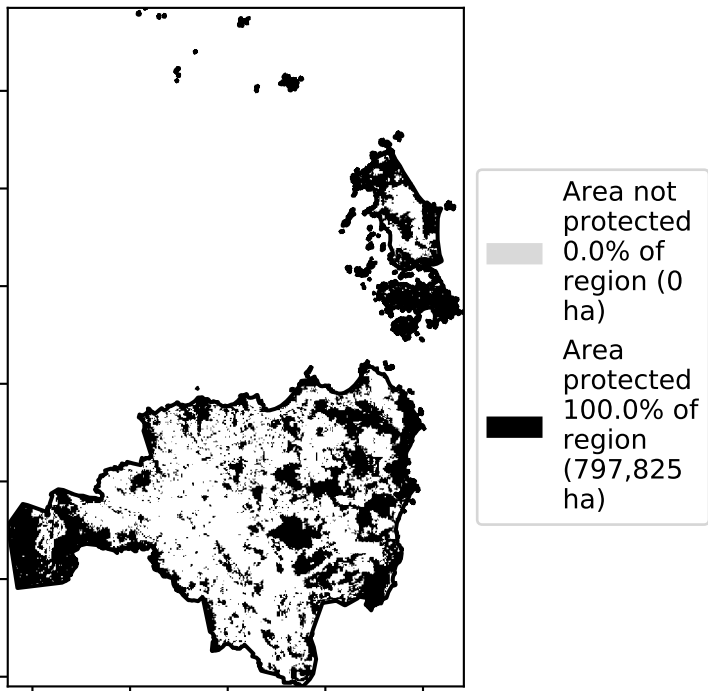 Area not
protected
0.0% of
region (0
ha)
Area
protected
100.0% of
region
(797,825
ha)